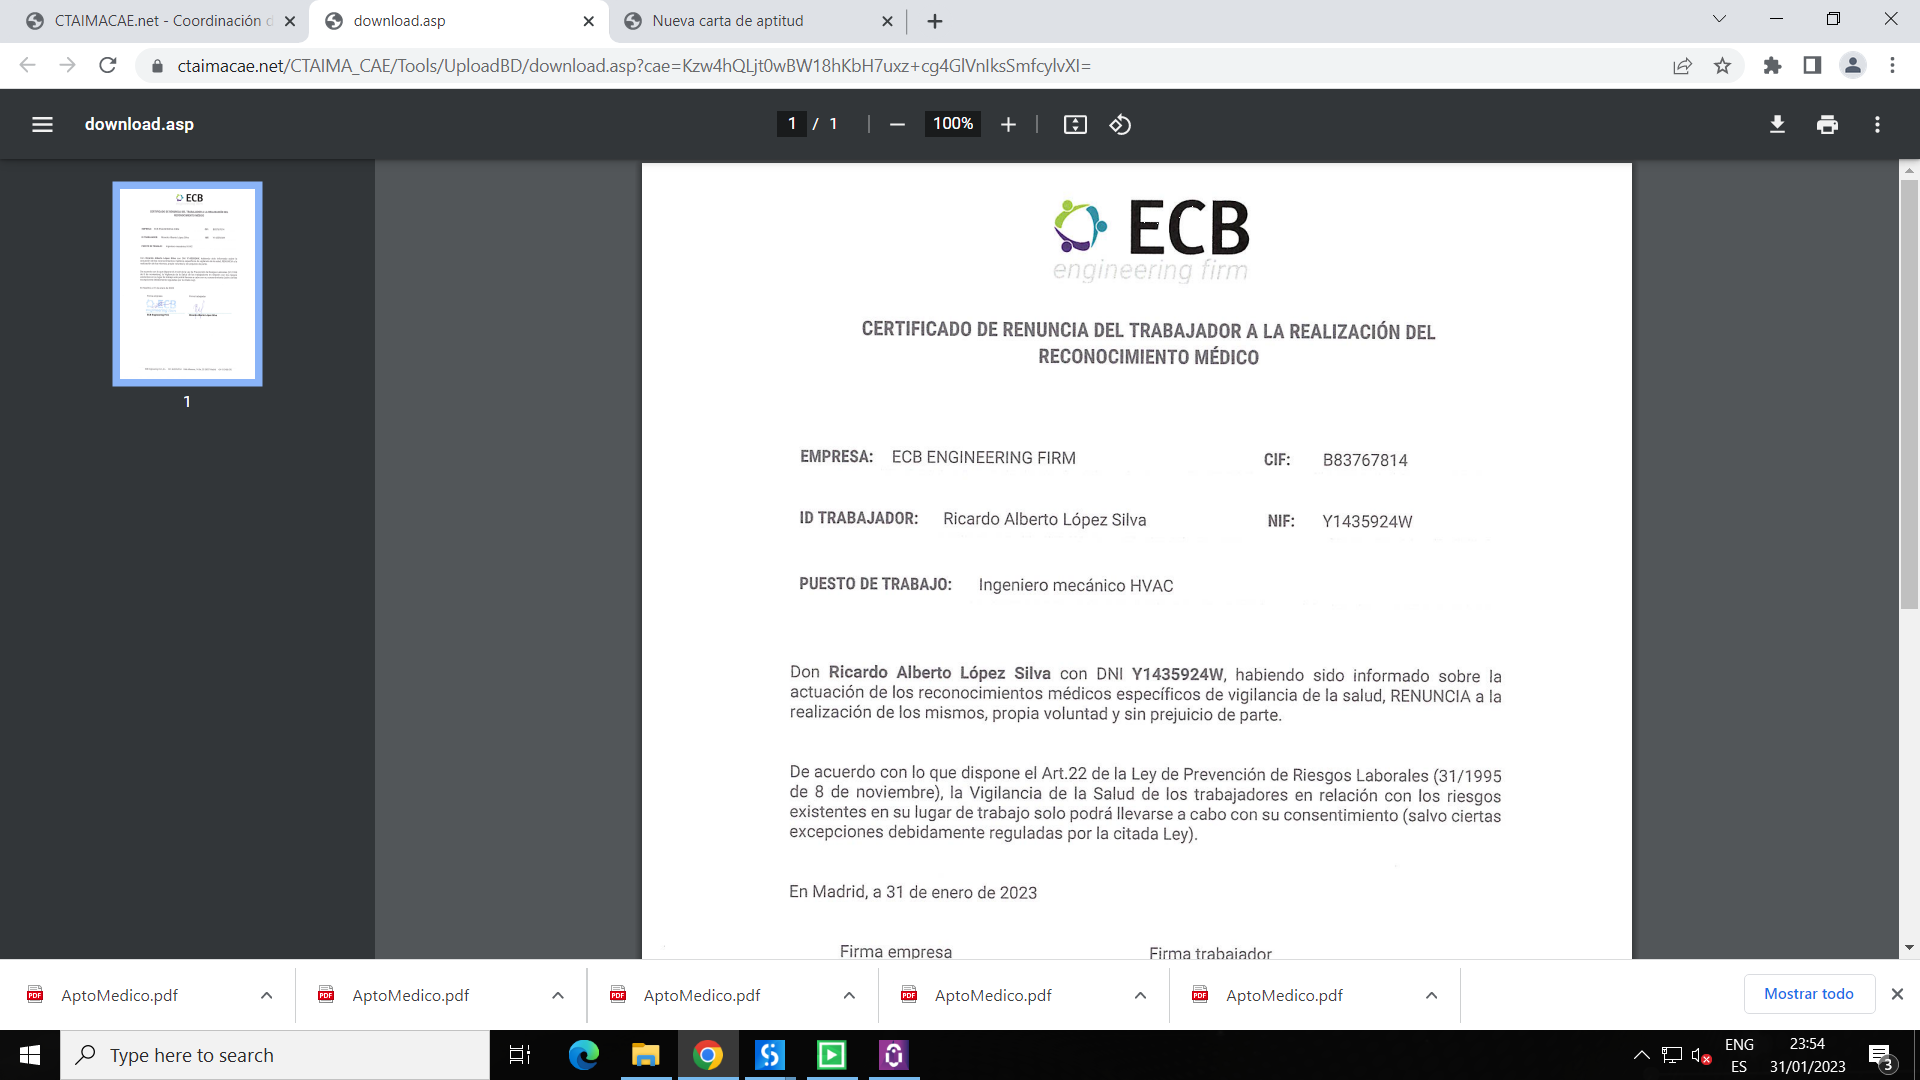 CTAIMACAE.net - Coordinación d
download.asp
Nueva carta de aptitud
ctaimacae.net/CTAIMA_CAE/Tools/UploadBD/download.asp?cae=Kzw4hQLjt0wBW18hKbH7uxz+cg4GlVnIksSmfcylvXI=
download.asp
1 / 1
100%
ECB
1
ECB
engineering firm
CERTIFICADO DE RENUNCIA DEL TRABAJADOR A LA REALIZACIÓN DEL
RECONOCIMIENTO MÉDICO
EMPRESA: ECB ENGINEERING FIRM CIF: B83767814
ID TRABAJADOR: Ricardo Alberto López Silva NIF: Y1435924W
PUESTO DE TRABAJO: Ingeniero mecánico HVAC
Don Ricardo Alberto López Silva con DNI Y1435924W, habiendo sido informado sobre la
actuación de los reconocimientos médicos específicos de vigilancia de la salud, RENUNCIA a la
realización de los mismos, propia voluntad y sin prejuicio de parte.
De acuerdo con lo que dispone el Art.22 de la Ley de Prevención de Riesgos Laborales (31/1995
de 8 de noviembre), la Vigilancia de la Salud de los trabajadores en relación con los riesgos
existentes en su lugar de trabajo solo podrá llevarse a cabo con su consentimiento (salvo ciertas
excepciones debidamente reguladas por la citada Ley).
En Madrid, a 31 de enero de 2023
Firma empresa Firma trabajador
AptoMedico.pdf AptoMedico.pdf AptoMedico.pdf AptoMedico.pdf AptoMedico.pdf Mostrar todo
Type here to search
ENG
ES
23:54
31/01/2023
3